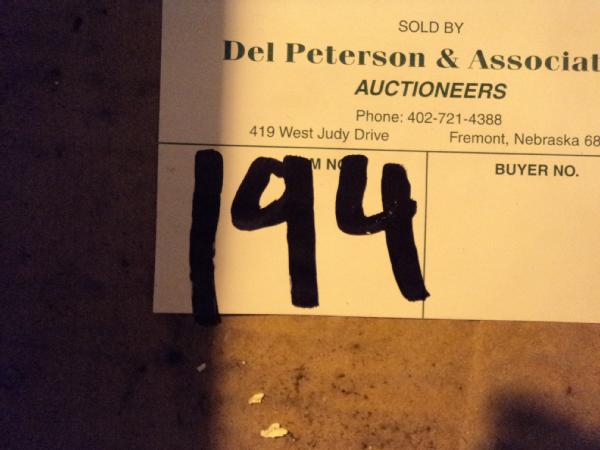 SOLD BY
Del Peterson & Associat
AUCTIONEERS
Phone: 402-721-4388
419 West Judy Drive Fremont, Nebraska 68
M NO. BUYER NO.
194